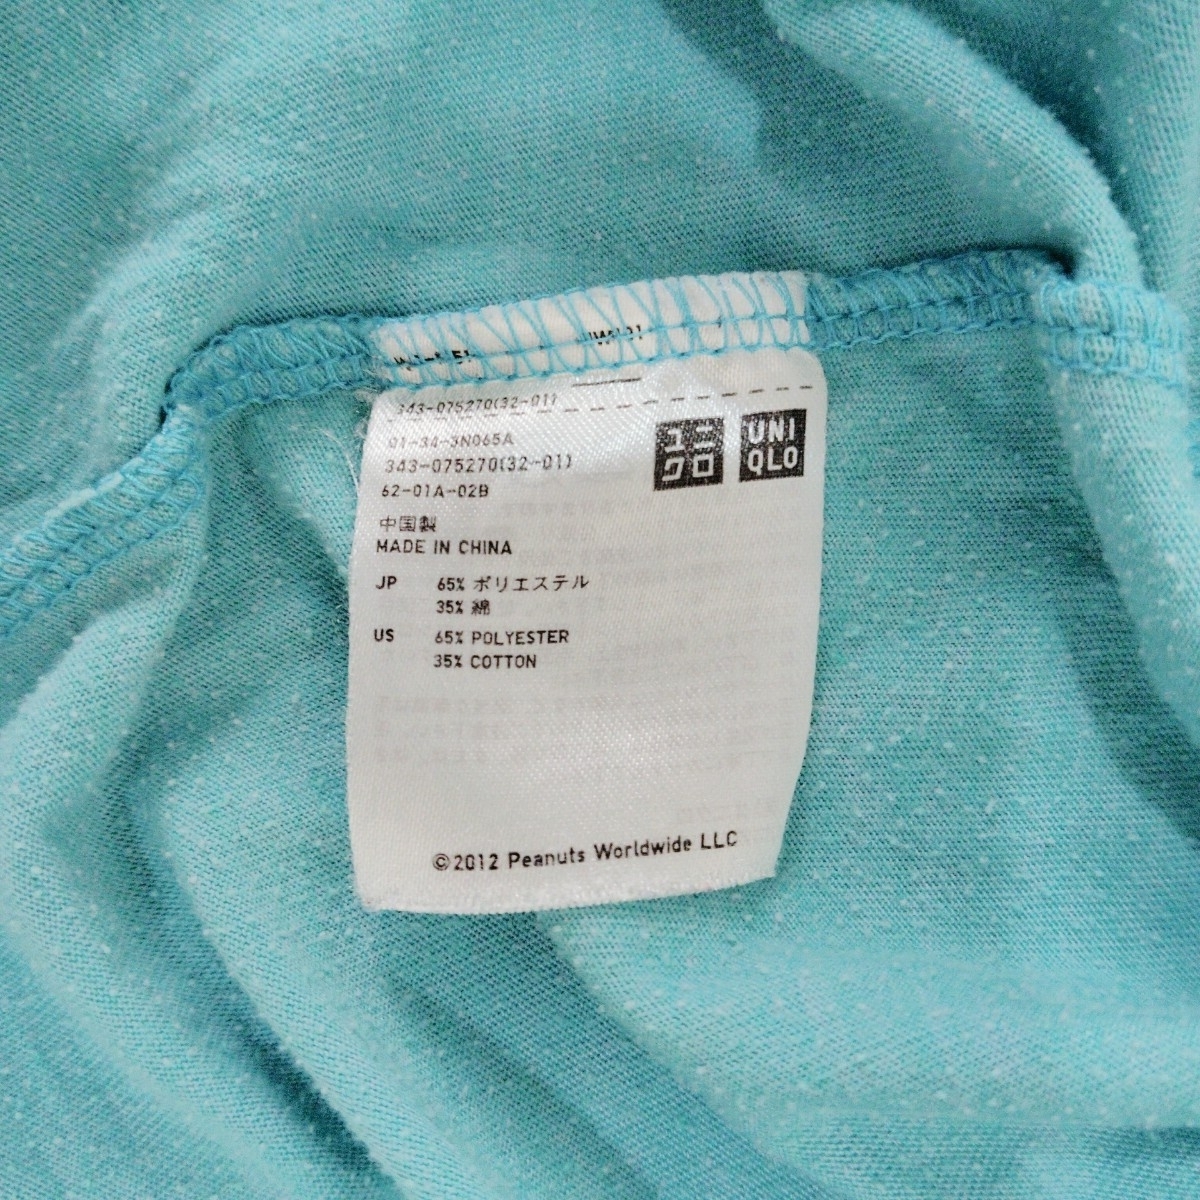 343-075270(32-01)
01-34-3N065A
343-075270(32-01)
62-01A-02B
ユニクロ
UNIQLO
中国製
MADE IN CHINA
JP 65% ポリエステル
35% 綿
US 65% POLYESTER
35% COTTON
©2012 Peanuts Worldwide LLC